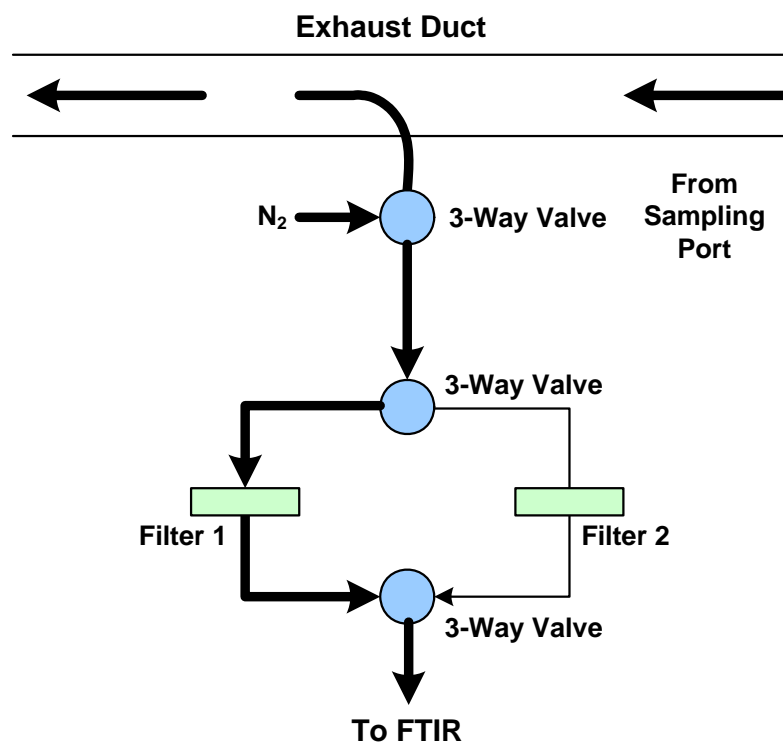 Exhaust Duct
From
Sampling
Port
N₂
3-Way Valve
3-Way Valve
Filter 1
Filter 2
3-Way Valve
To FTIR